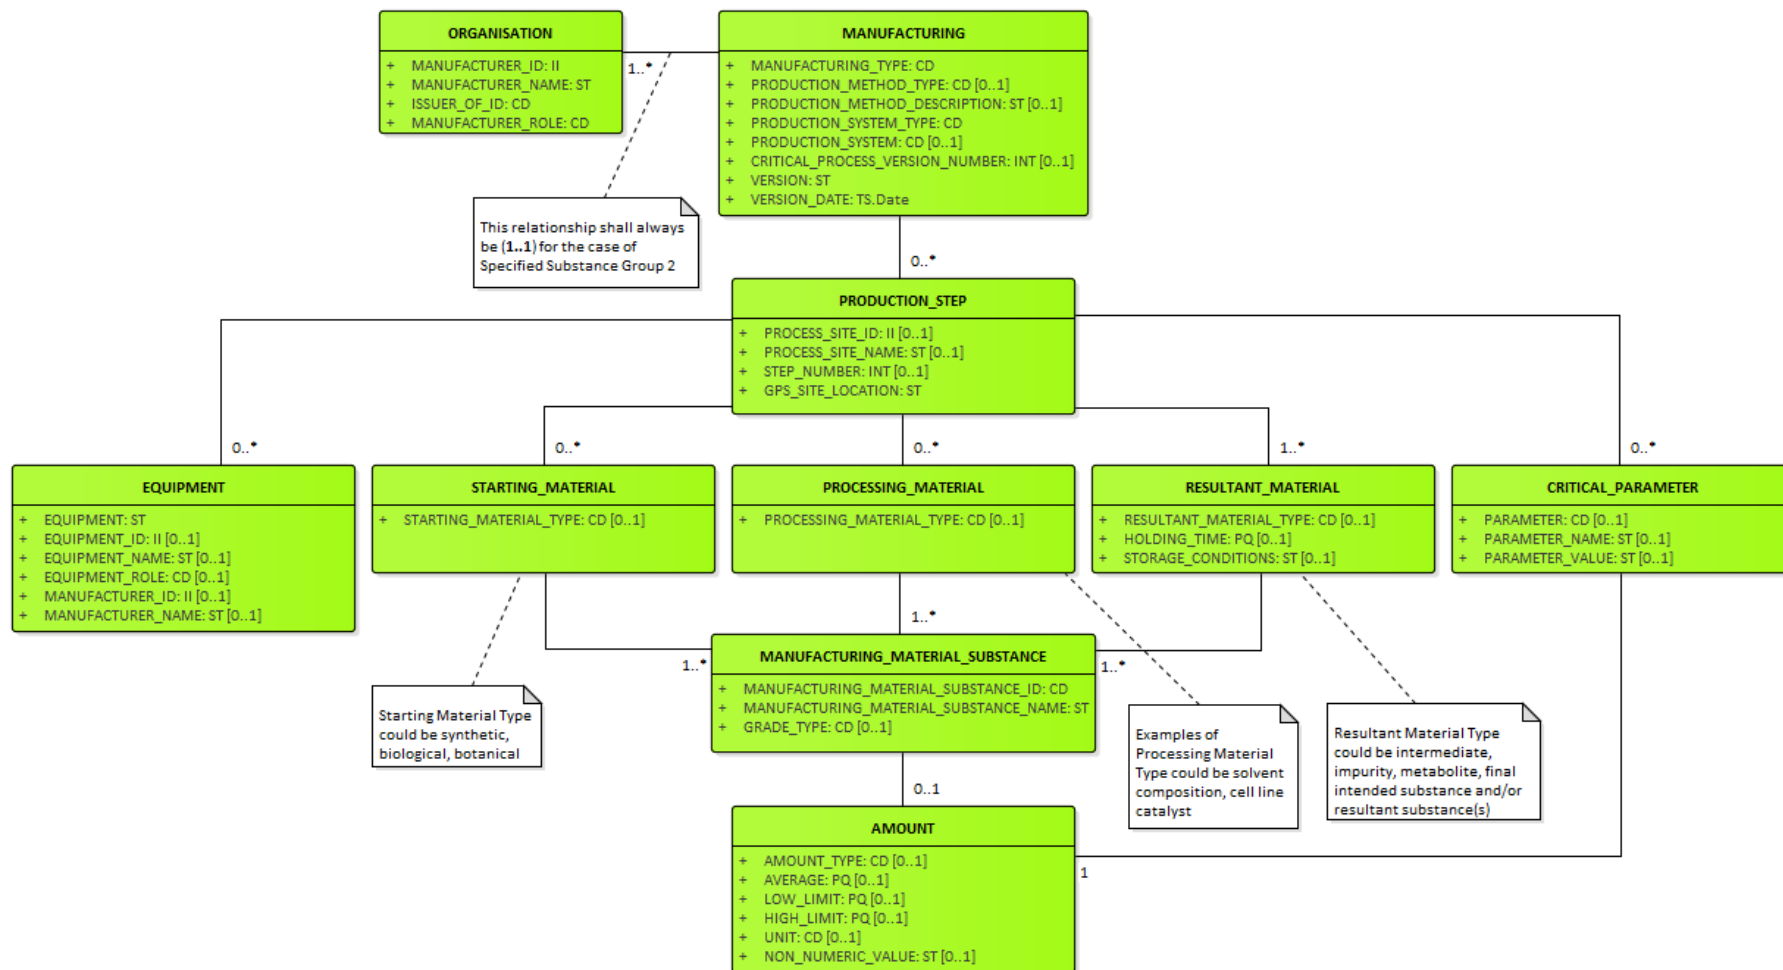 ORGANISATION
+ MANUFACTURER_ID: II
+ MANUFACTURER_NAME: ST
+ ISSUER_OF_ID: CD
+ MANUFACTURER_ROLE: CD
1..*
MANUFACTURING
+ MANUFACTURING_TYPE: CD
+ PRODUCTION_METHOD_TYPE: CD [0..1]
+ PRODUCTION_METHOD_DESCRIPTION: ST [0..1]
+ PRODUCTION_SYSTEM_TYPE: CD
+ PRODUCTION_SYSTEM: CD [0..1]
+ CRITICAL_PROCESS_VERSION_NUMBER: INT [0..1]
+ VERSION: ST
+ VERSION_DATE: TS.Date
This relationship shall always
be (1..1) for the case of
Specified Substance Group 2
0..*
PRODUCTION_STEP
+ PROCESS_SITE_ID: II [0..1]
+ PROCESS_SITE_NAME: ST [0..1]
+ STEP_NUMBER: INT [0..1]
+ GPS_SITE_LOCATION: ST
0..*
0..*
0..*
1..*
0..*
EQUIPMENT
+ EQUIPMENT: ST
+ EQUIPMENT_ID: II [0..1]
+ EQUIPMENT_NAME: ST [0..1]
+ EQUIPMENT_ROLE: CD [0..1]
+ MANUFACTURER_ID: II [0..1]
+ MANUFACTURER_NAME: ST [0..1]
STARTING_MATERIAL
+ STARTING_MATERIAL_TYPE: CD [0..1]
PROCESSING_MATERIAL
+ PROCESSING_MATERIAL_TYPE: CD [0..1]
RESULTANT_MATERIAL
+ RESULTANT_MATERIAL_TYPE: CD [0..1]
+ HOLDING_TIME: PQ [0..1]
+ STORAGE_CONDITIONS: ST [0..1]
CRITICAL_PARAMETER
+ PARAMETER: CD [0..1]
+ PARAMETER_NAME: ST [0..1]
+ PARAMETER_VALUE: ST [0..1]
1..*
1..*
1..*
MANUFACTURING_MATERIAL_SUBSTANCE
+ MANUFACTURING_MATERIAL_SUBSTANCE_ID: CD
+ MANUFACTURING_MATERIAL_SUBSTANCE_NAME: ST
+ GRADE_TYPE: CD [0..1]
Starting Material Type
could be synthetic,
biological, botanical
Examples of
Processing Material
Type could be solvent
composition, cell line
catalyst
Resultant Material Type
could be intermediate,
impurity, metabolite, final
intended substance and/or
resultant substance(s)
0..1
1
AMOUNT
+ AMOUNT_TYPE: CD [0..1]
+ AVERAGE: PQ [0..1]
+ LOW_LIMIT: PQ [0..1]
+ HIGH_LIMIT: PQ [0..1]
+ UNIT: CD [0..1]
+ NON_NUMERIC_VALUE: ST [0..1]